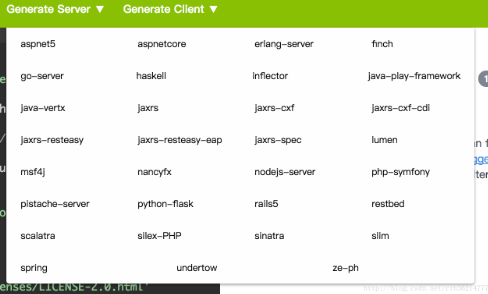 Generate Server ▼ Generate Client ▼
aspnet5 aspnetcore erlang-server finch
go-server haskell inflector java-play-framework
java-vertx jaxrs jaxrs-cxf jaxrs-cxf-cdi
jaxrs-resteasy jaxrs-resteasy-eap jaxrs-spec lumen
msf4j nancyfx nodejs-server php-symfony
pistache-server python-flask rails5 restbed
scalatra silex-PHP sinatra slim
spring undertow ze-ph
enses/LICENSE-2.0.html'